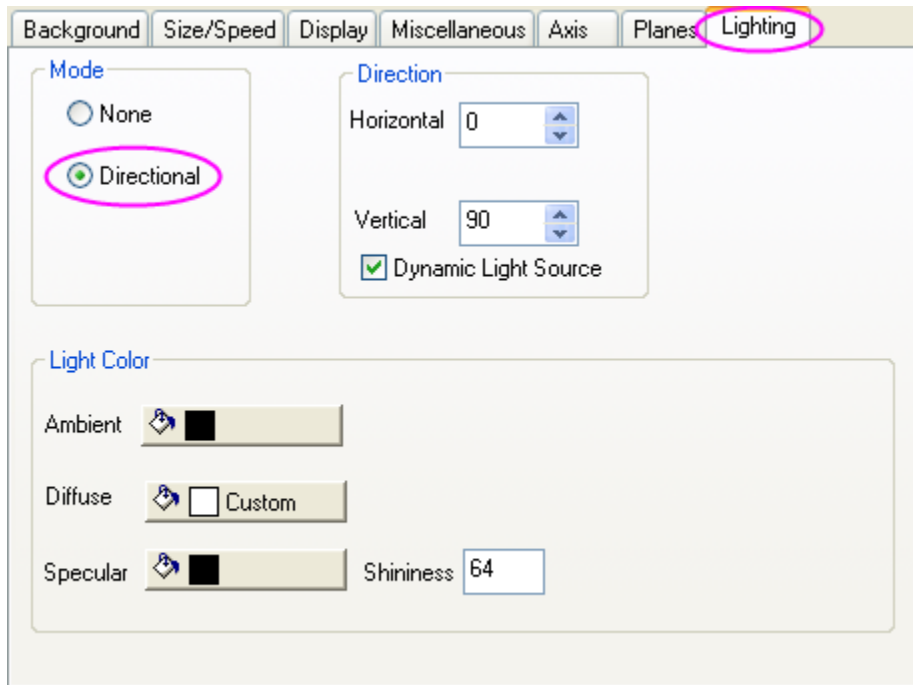 Background Size/Speed Display Miscellaneous Axis Planes Lighting
Mode
None
Directional
Direction
Horizontal 0
Vertical 90
Dynamic Light Source
Light Color
Ambient
Diffuse Custom
Specular Shininess 64